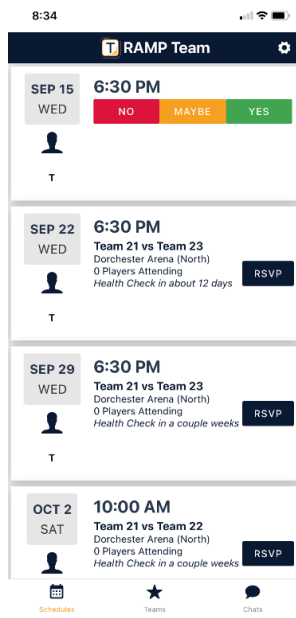 8:34
T RAMP Team
SEP 15
WED
T
6:30 PM
NO MAYBE YES
SEP 22
WED
T
6:30 PM
Team 21 vs Team 23
Dorchester Arena (North)
0 Players Attending
Health Check in about 12 days
RSVP
SEP 29
WED
T
6:30 PM
Team 21 vs Team 23
Dorchester Arena (North)
0 Players Attending
Health Check in a couple weeks
RSVP
OCT 2
SAT
10:00 AM
Team 21 vs Team 22
Dorchester Arena (North)
0 Players Attending
Health Check in a couple weeks
RSVP
Schedules Teams Chats